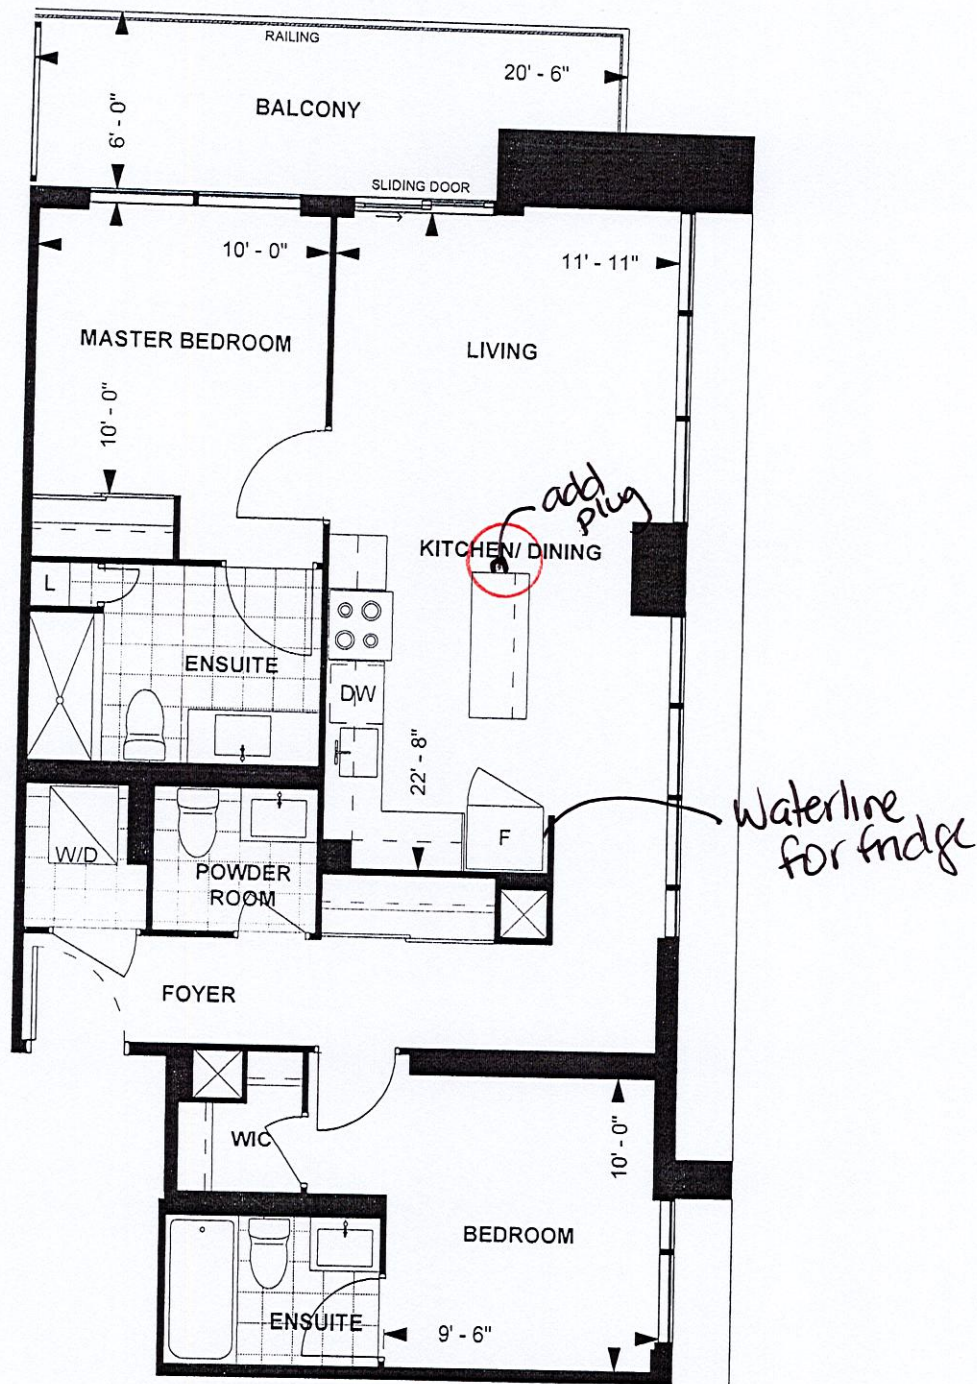 RAILING
20' - 6"
BALCONY
6' - 0"
SLIDING DOOR
10' - 0"
11' - 11"
MASTER BEDROOM
LIVING
10' - 0"
add
plug
KITCHEN/ DINING
L
ENSUITE
DW
22' - 8"
Waterline
for fridge
F
W/D
POWDER
ROOM
FOYER
WIC
10' - 0"
BEDROOM
ENSUITE
9' - 6"